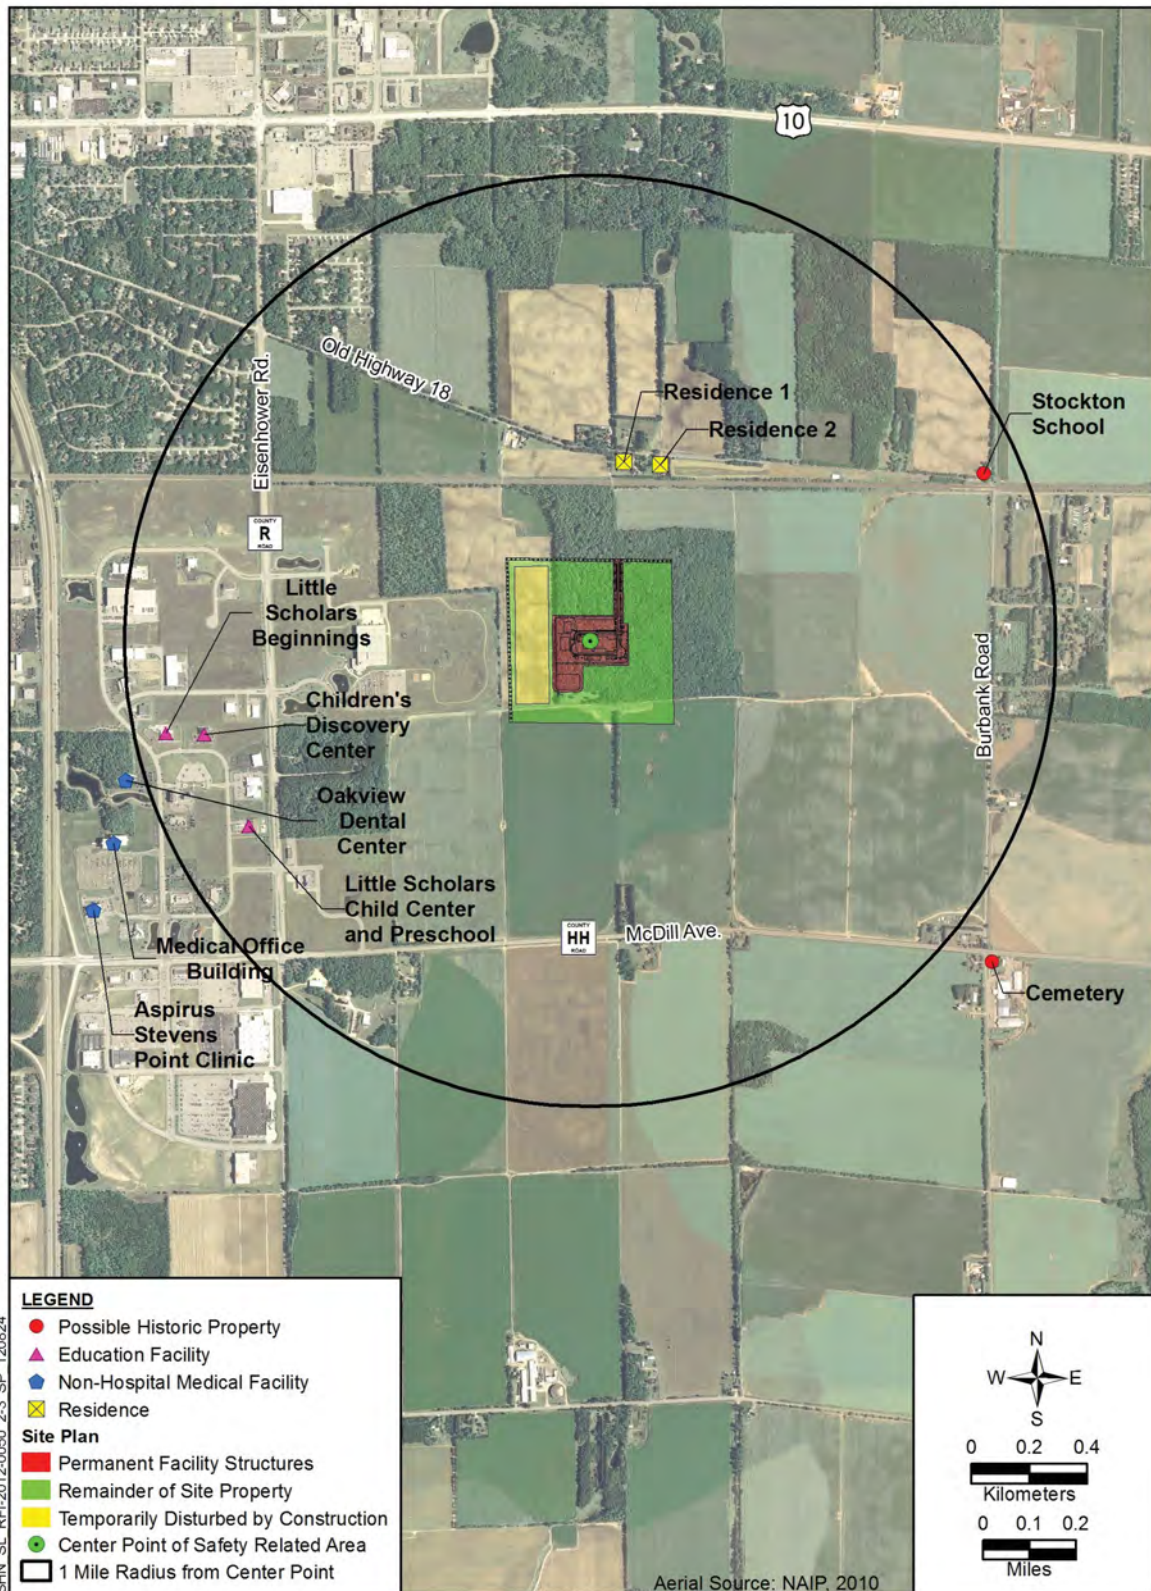 10
Old Highway 18
Eisenhower Rd.
Residence 1
Residence 2
Stockton
School
COUNTY
R
ROAD
Little
Scholars
Beginnings
Children's
Discovery
Center
Oakview
Dental
Center
Little Scholars
Child Center
and Preschool
Burbank Road
COUNTY
HH
ROAD
McDill Ave.
Medical Office
Building
Aspirus
Stevens
Point Clinic
Cemetery
LEGEND
Possible Historic Property
Education Facility
Non-Hospital Medical Facility
Residence
Site Plan
Permanent Facility Structures
Remainder of Site Property
Temporarily Disturbed by Construction
Center Point of Safety Related Area
1 Mile Radius from Center Point
N
W E
S
0 0.2 0.4
Kilometers
0 0.1 0.2
Miles
Aerial Source: NAIP, 2010